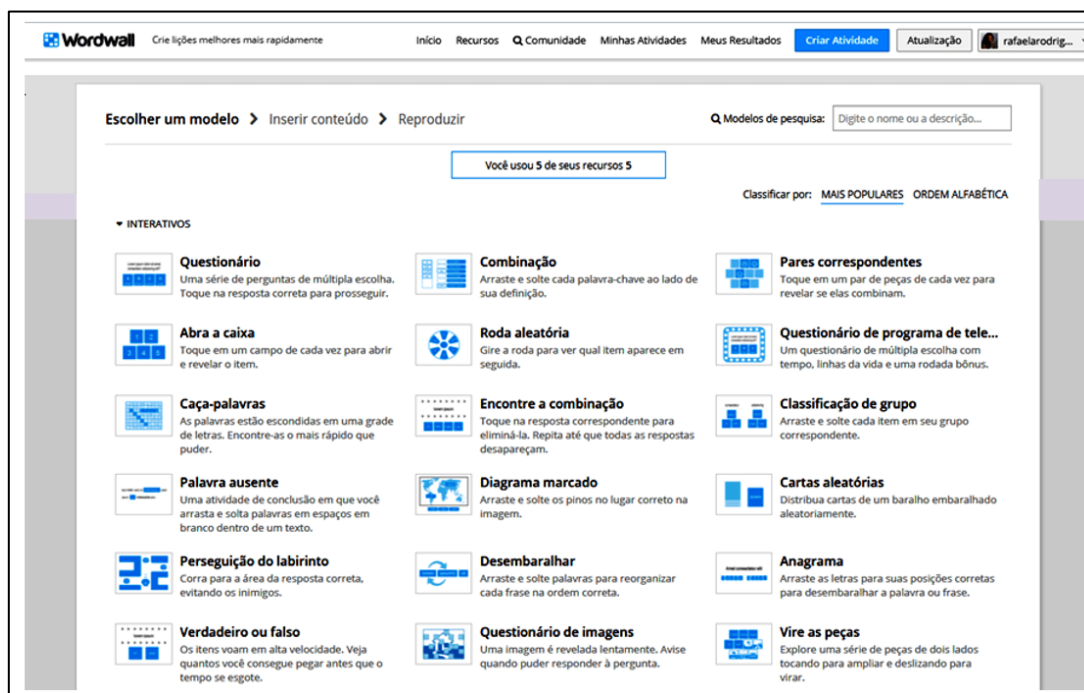 Wordwall Crie lições melhores mais rapidamente Início Recursos Comunidade Minhas Atividades Meus Resultados Criar Atividade Atualização rafaelarodrig...
Escolher um modelo > Inserir conteúdo > Reproduzir Modelos de pesquisa: Digite o nome ou a descrição...
Você usou 5 de seus recursos 5
Classificar por: MAIS POPULARES ORDEM ALFABÉTICA
INTERATIVOS
Questionário
Uma série de perguntas de múltipla escolha.
Toque na resposta correta para prosseguir.
Combinação
Arraste e solte cada palavra-chave ao lado de
sua definição.
Pares correspondentes
Toque em um par de peças de cada vez para
revelar se elas combinam.
Abra a caixa
Toque em um campo de cada vez para abrir
e revelar o item.
Roda aleatória
Gire a roda para ver qual item aparece em
seguida.
Questionário de programa de tele...
Um questionário de múltipla escolha com
tempo, linhas da vida e uma rodada bônus.
Caça-palavras
As palavras estão escondidas em uma grade
de letras. Encontre-as o mais rápido que
puder.
Encontre a combinação
Toque na resposta correspondente para
eliminá-la. Repita até que todas as respostas
desapareçam.
Classificação de grupo
Arraste e solte cada item em seu grupo
correspondente.
Palavra ausente
Uma atividade de conclusão em que você
arrasta e solta palavras em espaços em
branco dentro de um texto.
Diagrama marcado
Arraste e solte os pinos no lugar correto na
imagem.
Cartas aleatórias
Distribua cartas de um baralho embaralhado
aleatoriamente.
Perseguição do labirinto
Corra para a área da resposta correta,
evitando os inimigos.
Desembaralhar
Arraste e solte palavras para reorganizar
cada frase na ordem correta.
Anagrama
Arraste as letras para suas posições corretas
para desembaralhar a palavra ou frase.
Verdadeiro ou falso
Os itens voam em alta velocidade. Veja
quantos você consegue pegar antes que o
tempo se esgote.
Questionário de imagens
Uma imagem é revelada lentamente. Avise
quando puder responder à pergunta.
Vire as peças
Explore uma série de peças de dois lados
tocando para ampliar e deslizando para
virar.